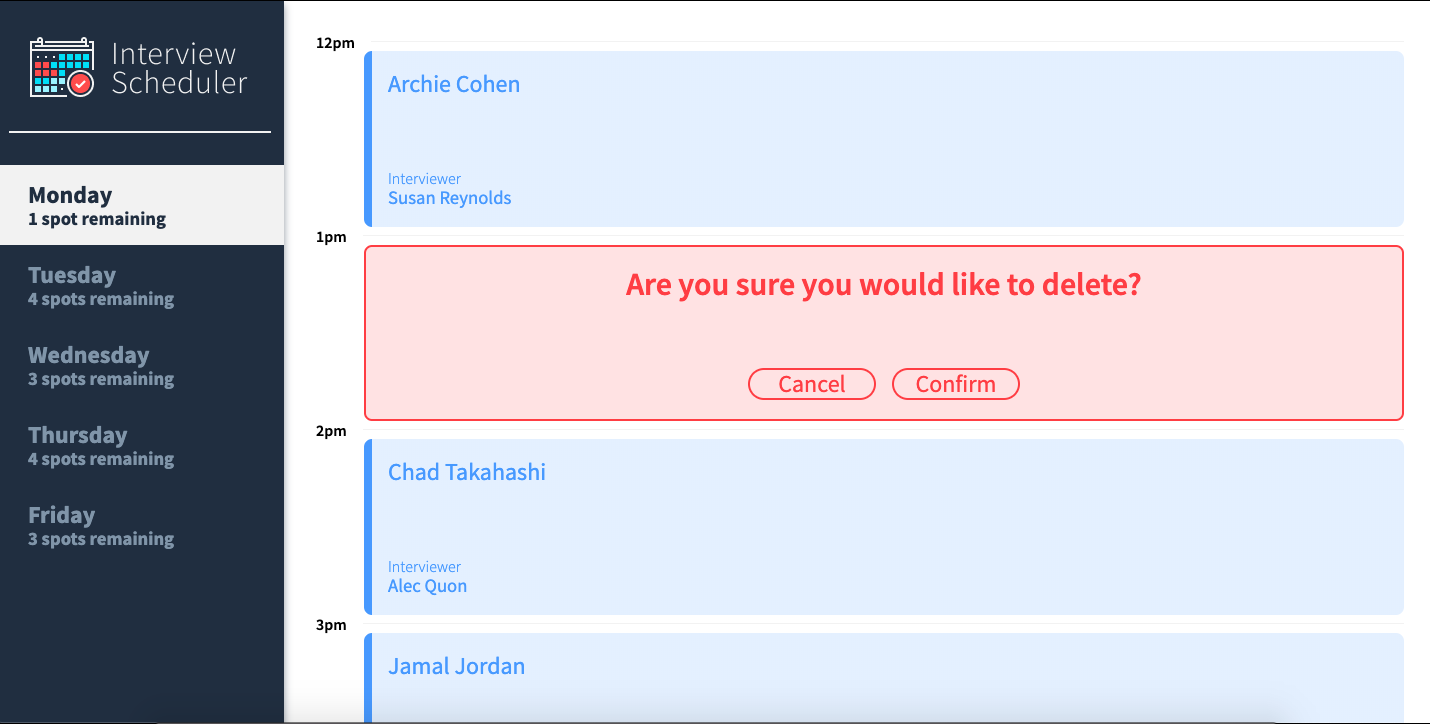 Interview
Scheduler
Monday
1 spot remaining
Tuesday
4 spots remaining
Wednesday
3 spots remaining
Thursday
4 spots remaining
Friday
3 spots remaining
12pm
Archie Cohen
Interviewer
Susan Reynolds
1pm
Are you sure you would like to delete?
Cancel Confirm
2pm
Chad Takahashi
Interviewer
Alec Quon
3pm
Jamal Jordan